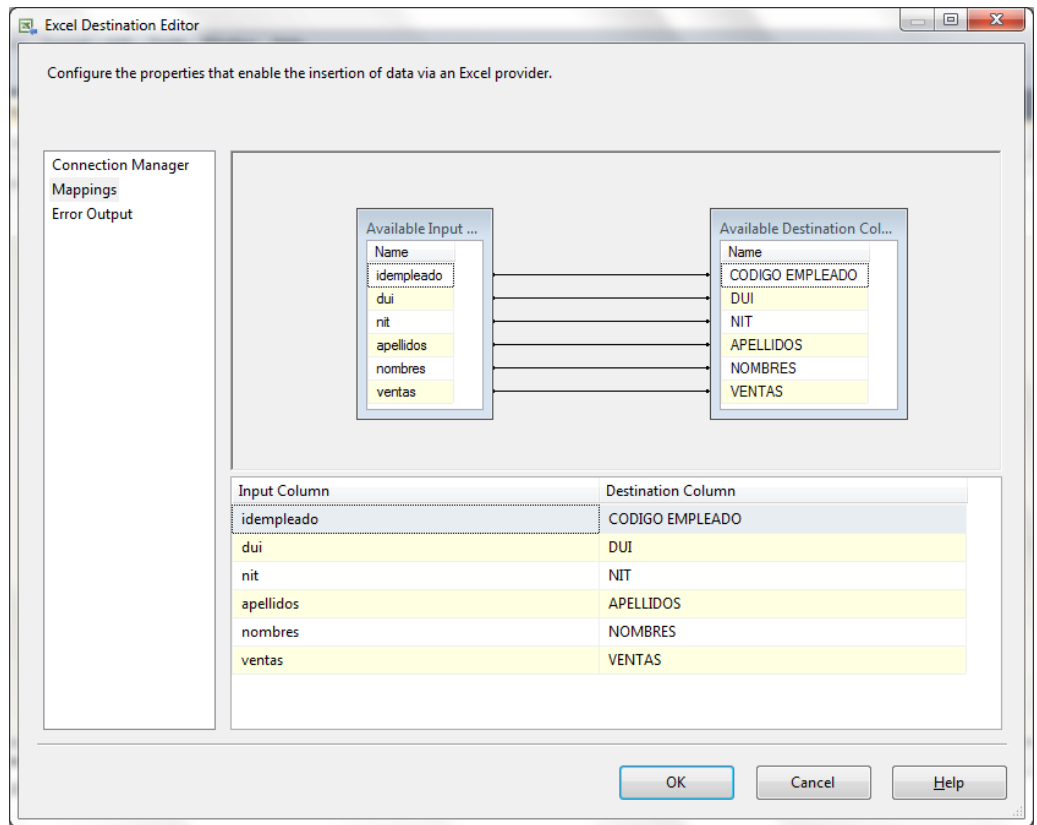 Excel Destination Editor
Configure the properties that enable the insertion of data via an Excel provider.
Connection Manager
Mappings
Error Output
Available Input ...
Name
idempleado
dui
nit
apellidos
nombres
ventas
Available Destination Col...
Name
CODIGO EMPLEADO
DUI
NIT
APELLIDOS
NOMBRES
VENTAS
Input Column Destination Column
idempleado CODIGO EMPLEADO
dui DUI
nit NIT
apellidos APELLIDOS
nombres NOMBRES
ventas VENTAS
OK Cancel Help